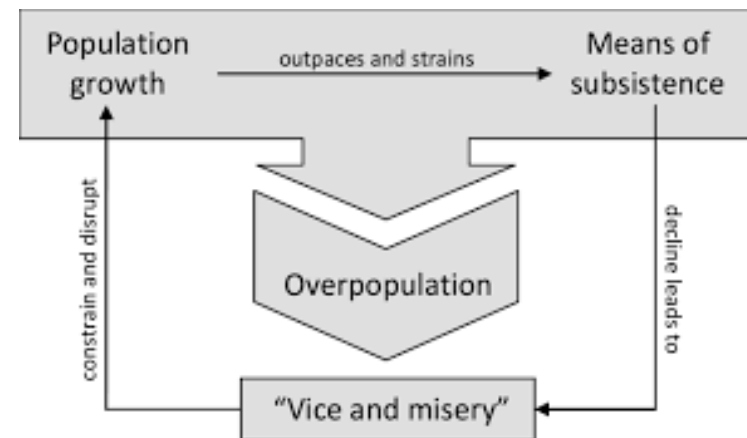 Population
growth
outpaces and strains
Means of
subsistence
constrain and disrupt
Overpopulation
decline leads to
“Vice and misery”